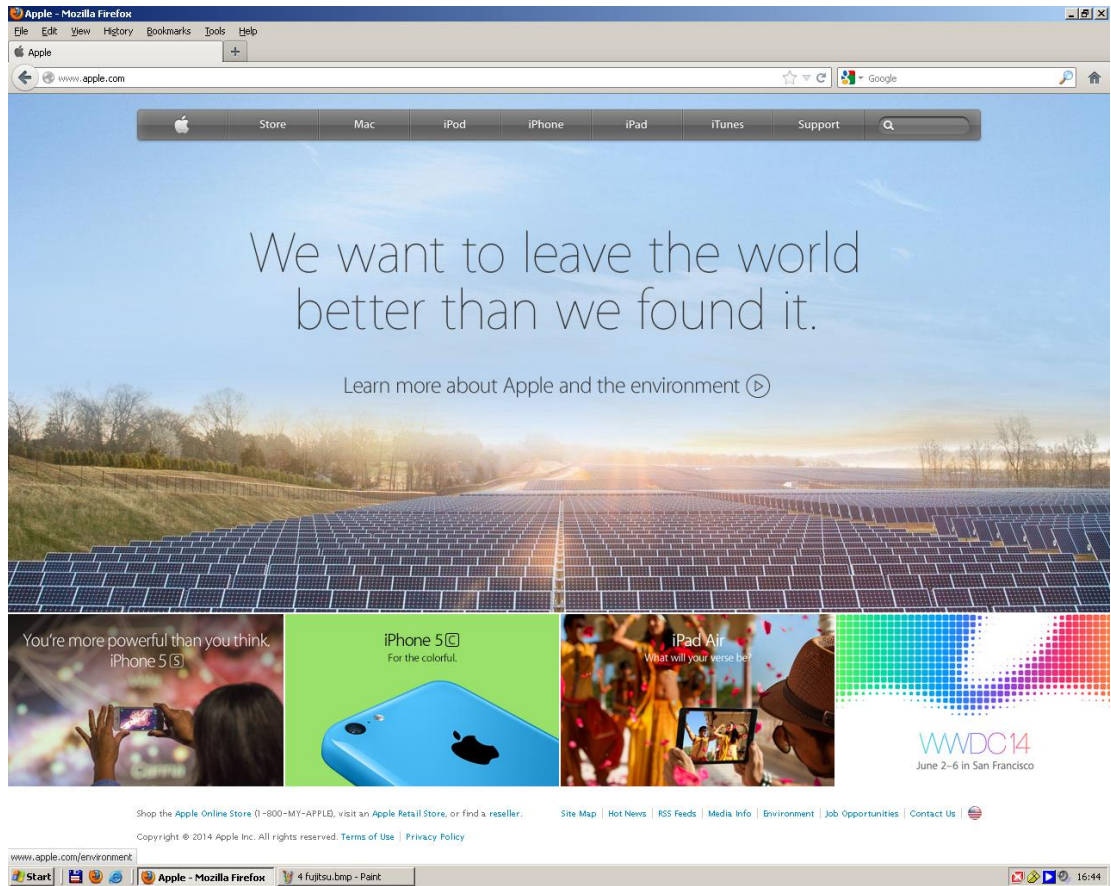 Apple - Mozilla Firefox
File Edit View History Bookmarks Tools Help
Apple
www.apple.com
Google
Store Mac iPod iPhone iPad iTunes Support
We want to leave the world
better than we found it.
Learn more about Apple and the environment
You're more powerful than you think.
iPhone 5S
iPhone 5C
For the colorful.
iPad Air
What will your verse be?
WWDC14
June 2–6 in San Francisco
Shop the Apple Online Store (1-800-MY-APPLE), visit an Apple Retail Store, or find a reseller.
Site Map | Hot News | RSS Feeds | Media Info | Environment | Job Opportunities | Contact Us
Copyright © 2014 Apple Inc. All rights reserved. Terms of Use | Privacy Policy
www.apple.com/environment
Start Apple - Mozilla Firefox 4 fujitsu.bmp - Paint 16:44